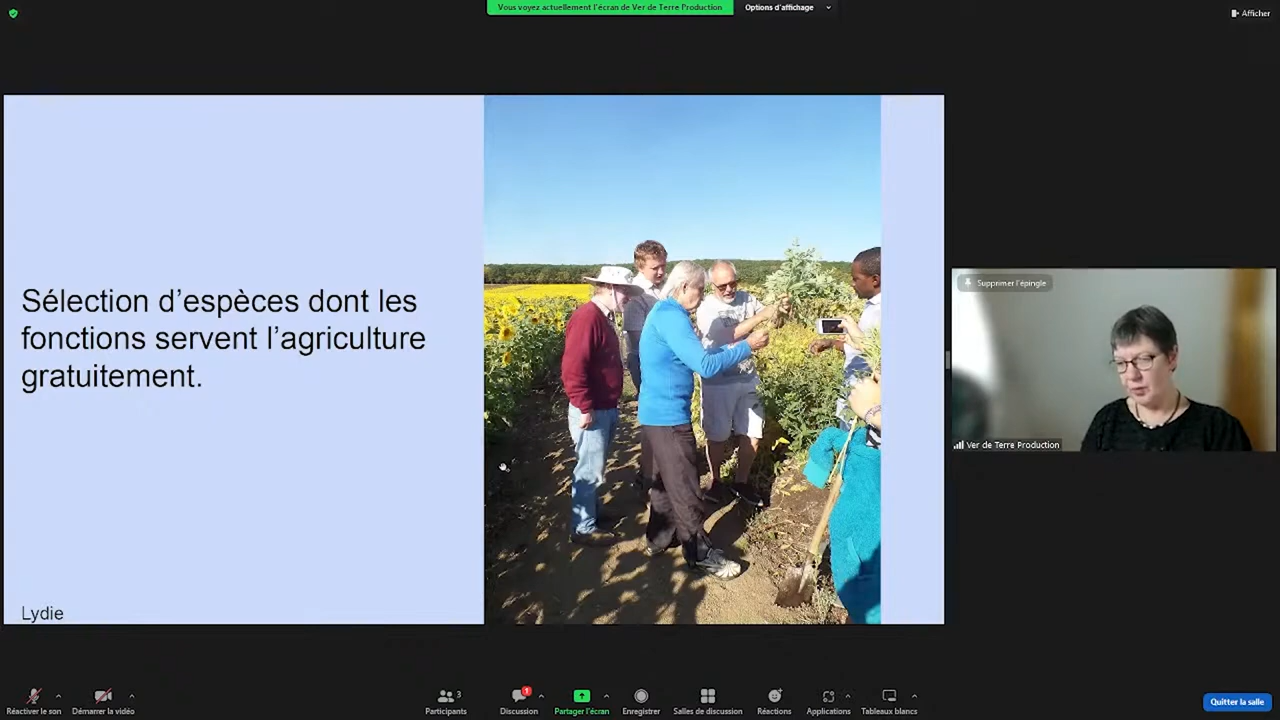 Vous voyez actuellement l'écran de Ver de Terre Production
Options d'affichage
Afficher
Sélection d'espèces dont les
fonctions servent l'agriculture
gratuitement.
Lydie
Supprimer l'épingle
Ver de Terre Production
Réactiver le son
Démarrer la vidéo
3
Participants
1
Discussion
Partager l'écran
Enregistrer
Salles de discussion
Réactions
Applications
Tableaux blancs
Quitter la salle